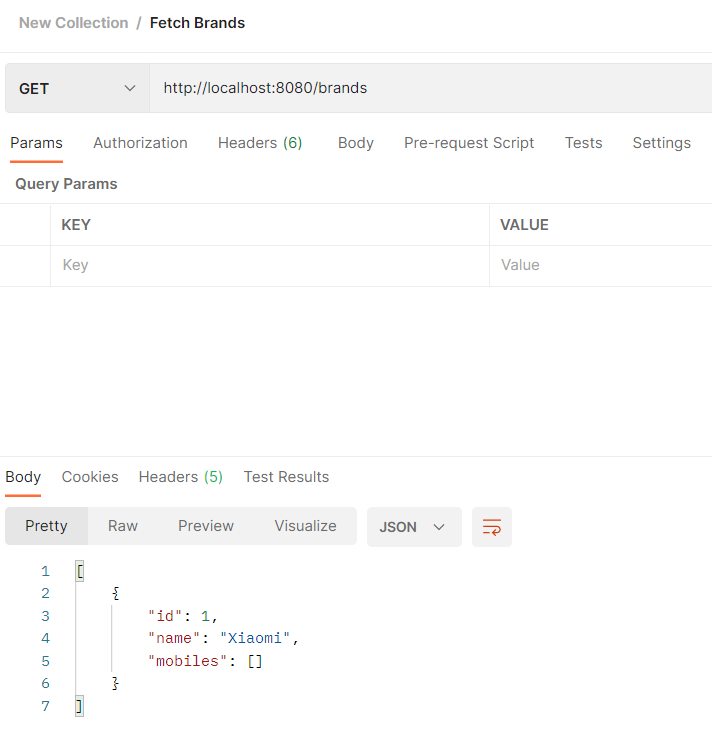 New Collection / Fetch Brands
GET http://localhost:8080/brands
Params Authorization Headers (6) Body Pre-request Script Tests Settings
Query Params
KEY VALUE
Key Value
Body Cookies Headers (5) Test Results
Pretty Raw Preview Visualize JSON
1 [
2 {
3 "id": 1,
4 "name": "Xiaomi",
5 "mobiles": []
6 }
7 ]